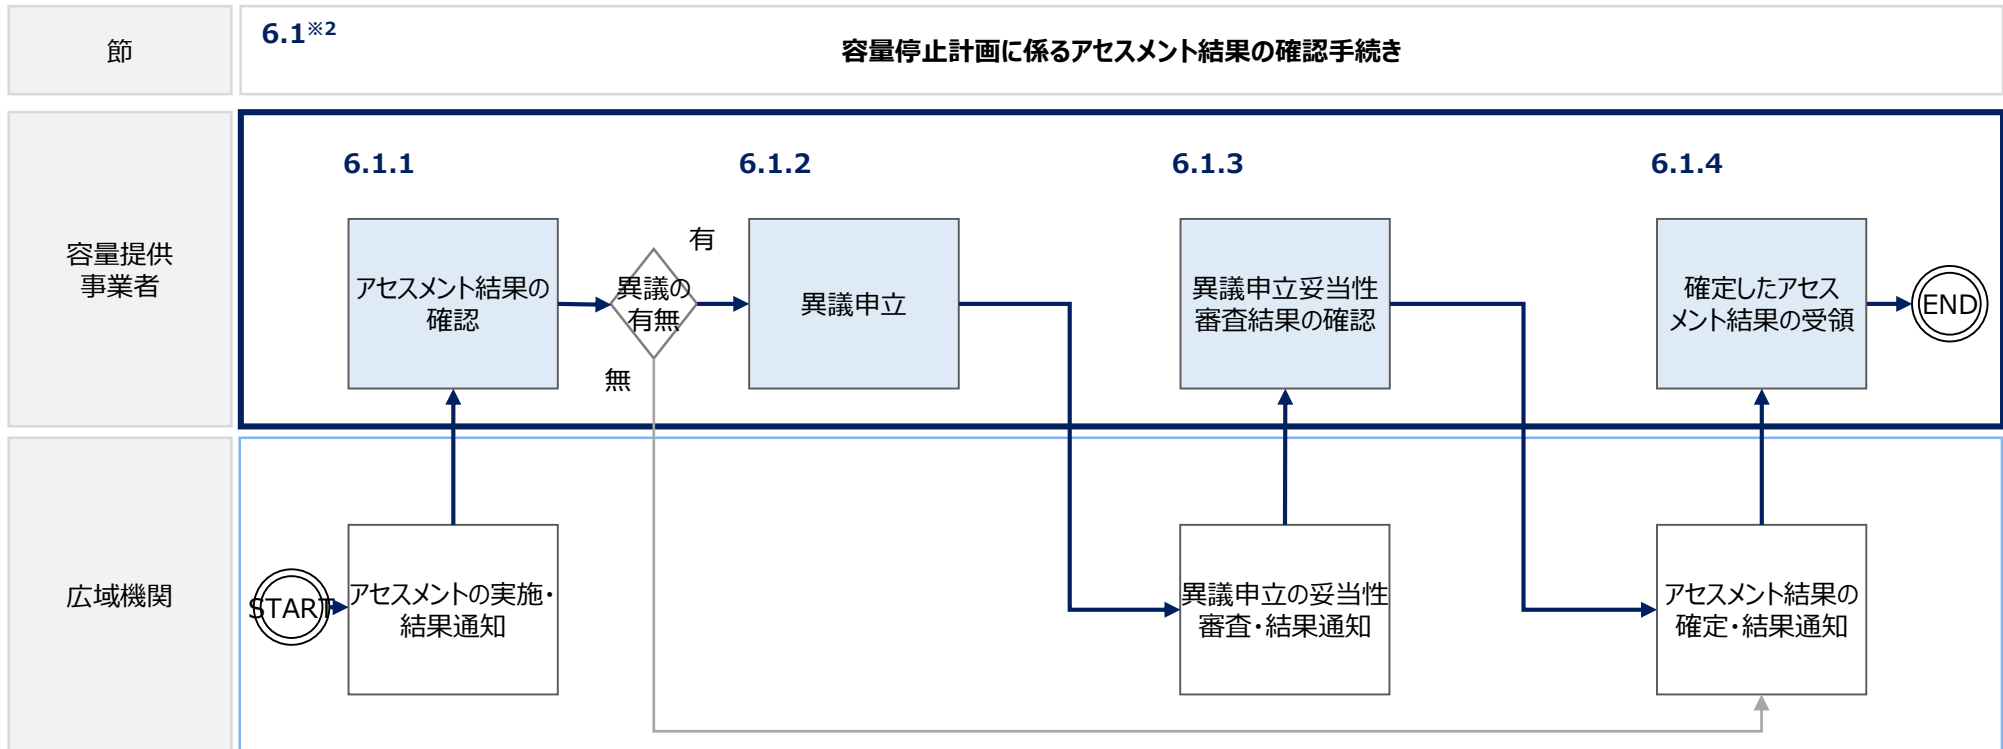 節
6.1※2
容量停止計画に係るアセスメント結果の確認手続き
容量提供
事業者
6.1.1
6.1.2
6.1.3
6.1.4
アセスメント結果の
確認
異議の
有無
有
無
異議申立
異議申立妥当性
審査結果の確認
確定したアセス
メント結果の受領
END
広域機関
START
アセスメントの実施・
結果通知
異議申立の妥当性
審査・結果通知
アセスメント結果の
確定・結果通知